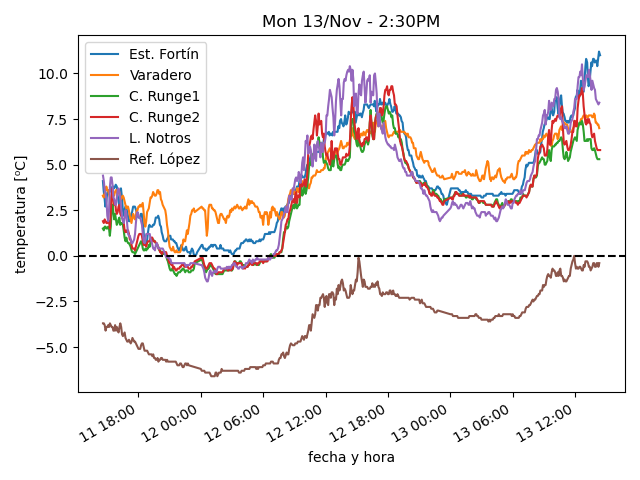 Mon 13/Nov - 2:30PM
Est. Fortín
Varadero
C. Runge1
C. Runge2
L. Notros
Ref. López
temperatura [ºC]
10.0
7.5
5.0
2.5
0.0
−2.5
−5.0
11 18:00
12 00:00
12 06:00
12 12:00
12 18:00
13 00:00
13 06:00
13 12:00
fecha y hora